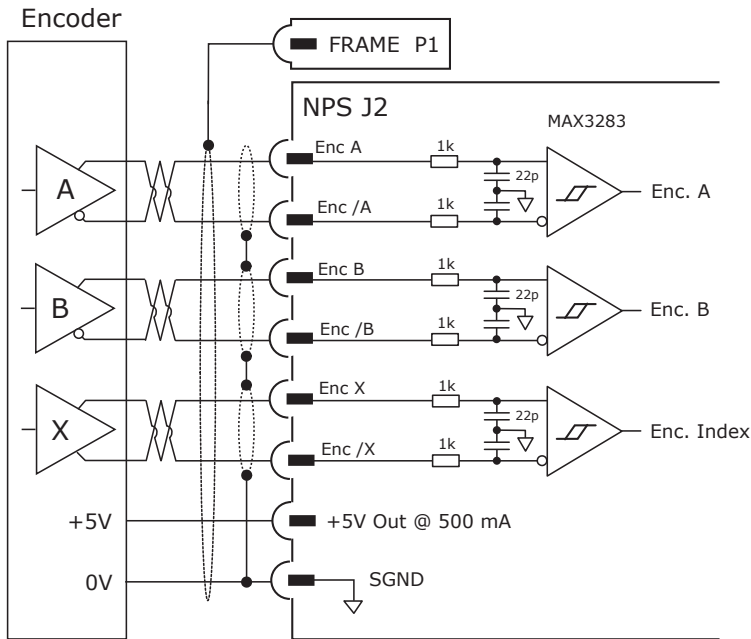 Encoder
FRAME P1
NPS J2
MAX3283
A
Enc A
1k
22p
Enc. A
Enc /A
1k
B
Enc B
1k
22p
Enc. B
Enc /B
1k
X
Enc X
1k
22p
Enc. Index
Enc /X
1k
+5V
+5V Out @ 500 mA
0V
SGND